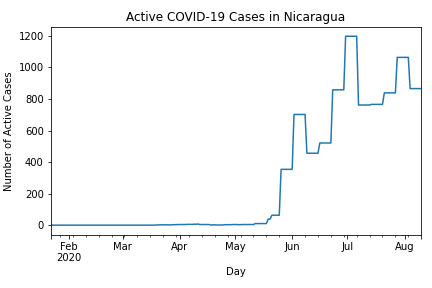 Active COVID-19 Cases in Nicaragua
Number of Active Cases
1200
1000
800
600
400
200
0
Feb
2020
Mar
Apr
May
Jun
Jul
Aug
Day